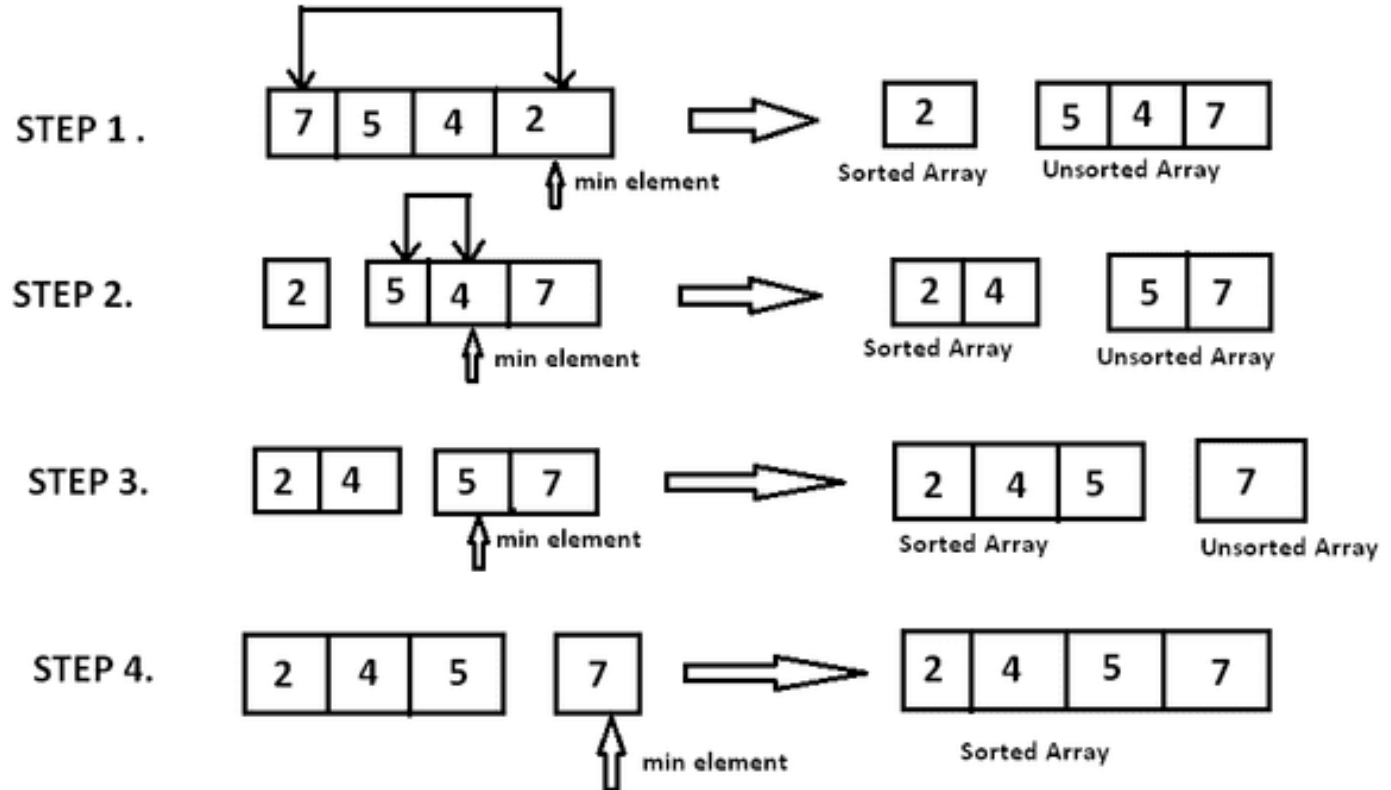 STEP 1 . 7 5 4 2 2 5 4 7
min element Sorted Array Unsorted Array
STEP 2. 2 5 4 7 2 4 5 7
min element Sorted Array Unsorted Array
STEP 3. 2 4 5 7 2 4 5 7
min element Sorted Array Unsorted Array
STEP 4. 2 4 5 7 2 4 5 7
min element Sorted Array